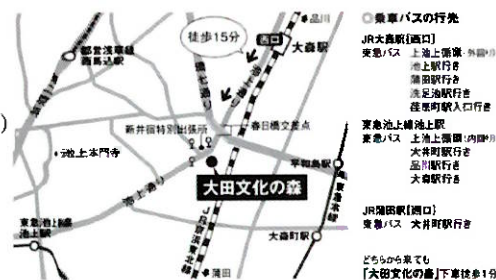 品川
徒歩15分
西口
大森駅
都営浅草線
西馬込駅
新井宿特別出張所
春日橋交差点
池上本門寺
平和島駅
大田文化の森
池上通り
東急池上線
池上駅
大森町駅
蒲田
◎乗車バスの行先
JR大森駅[西口]
東急バス 上池上循環・外回り
池上駅行き
蒲田駅行き
洗足池駅行き
荏原町駅入口行き
東急池上線池上駅
東急バス 上池上循環・内回り
大井町駅行き
品川駅行き
大森駅行き
JR蒲田駅[西口]
東急バス 大井町駅行き
どちらから来ても
「大田文化の森」下車徒歩1分